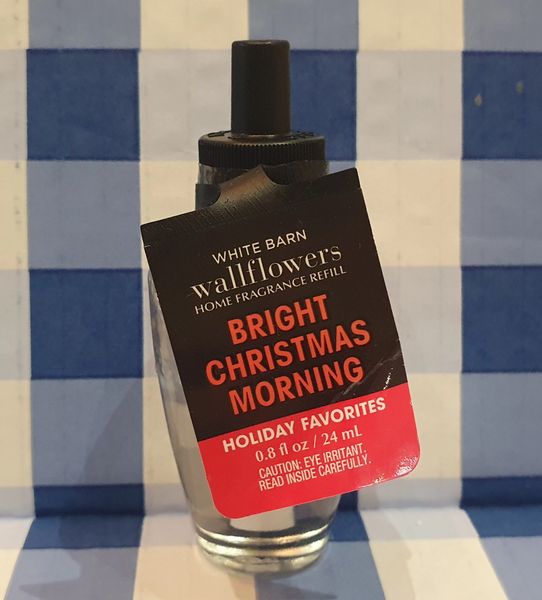 WHITE BARN
wallflowers
HOME FRAGRANCE REFILL
BRIGHT
CHRISTMAS
MORNING
HOLIDAY FAVORITES
0.8 fl oz / 24 mL
CAUTION: EYE IRRITANT.
READ INSIDE CAREFULLY.